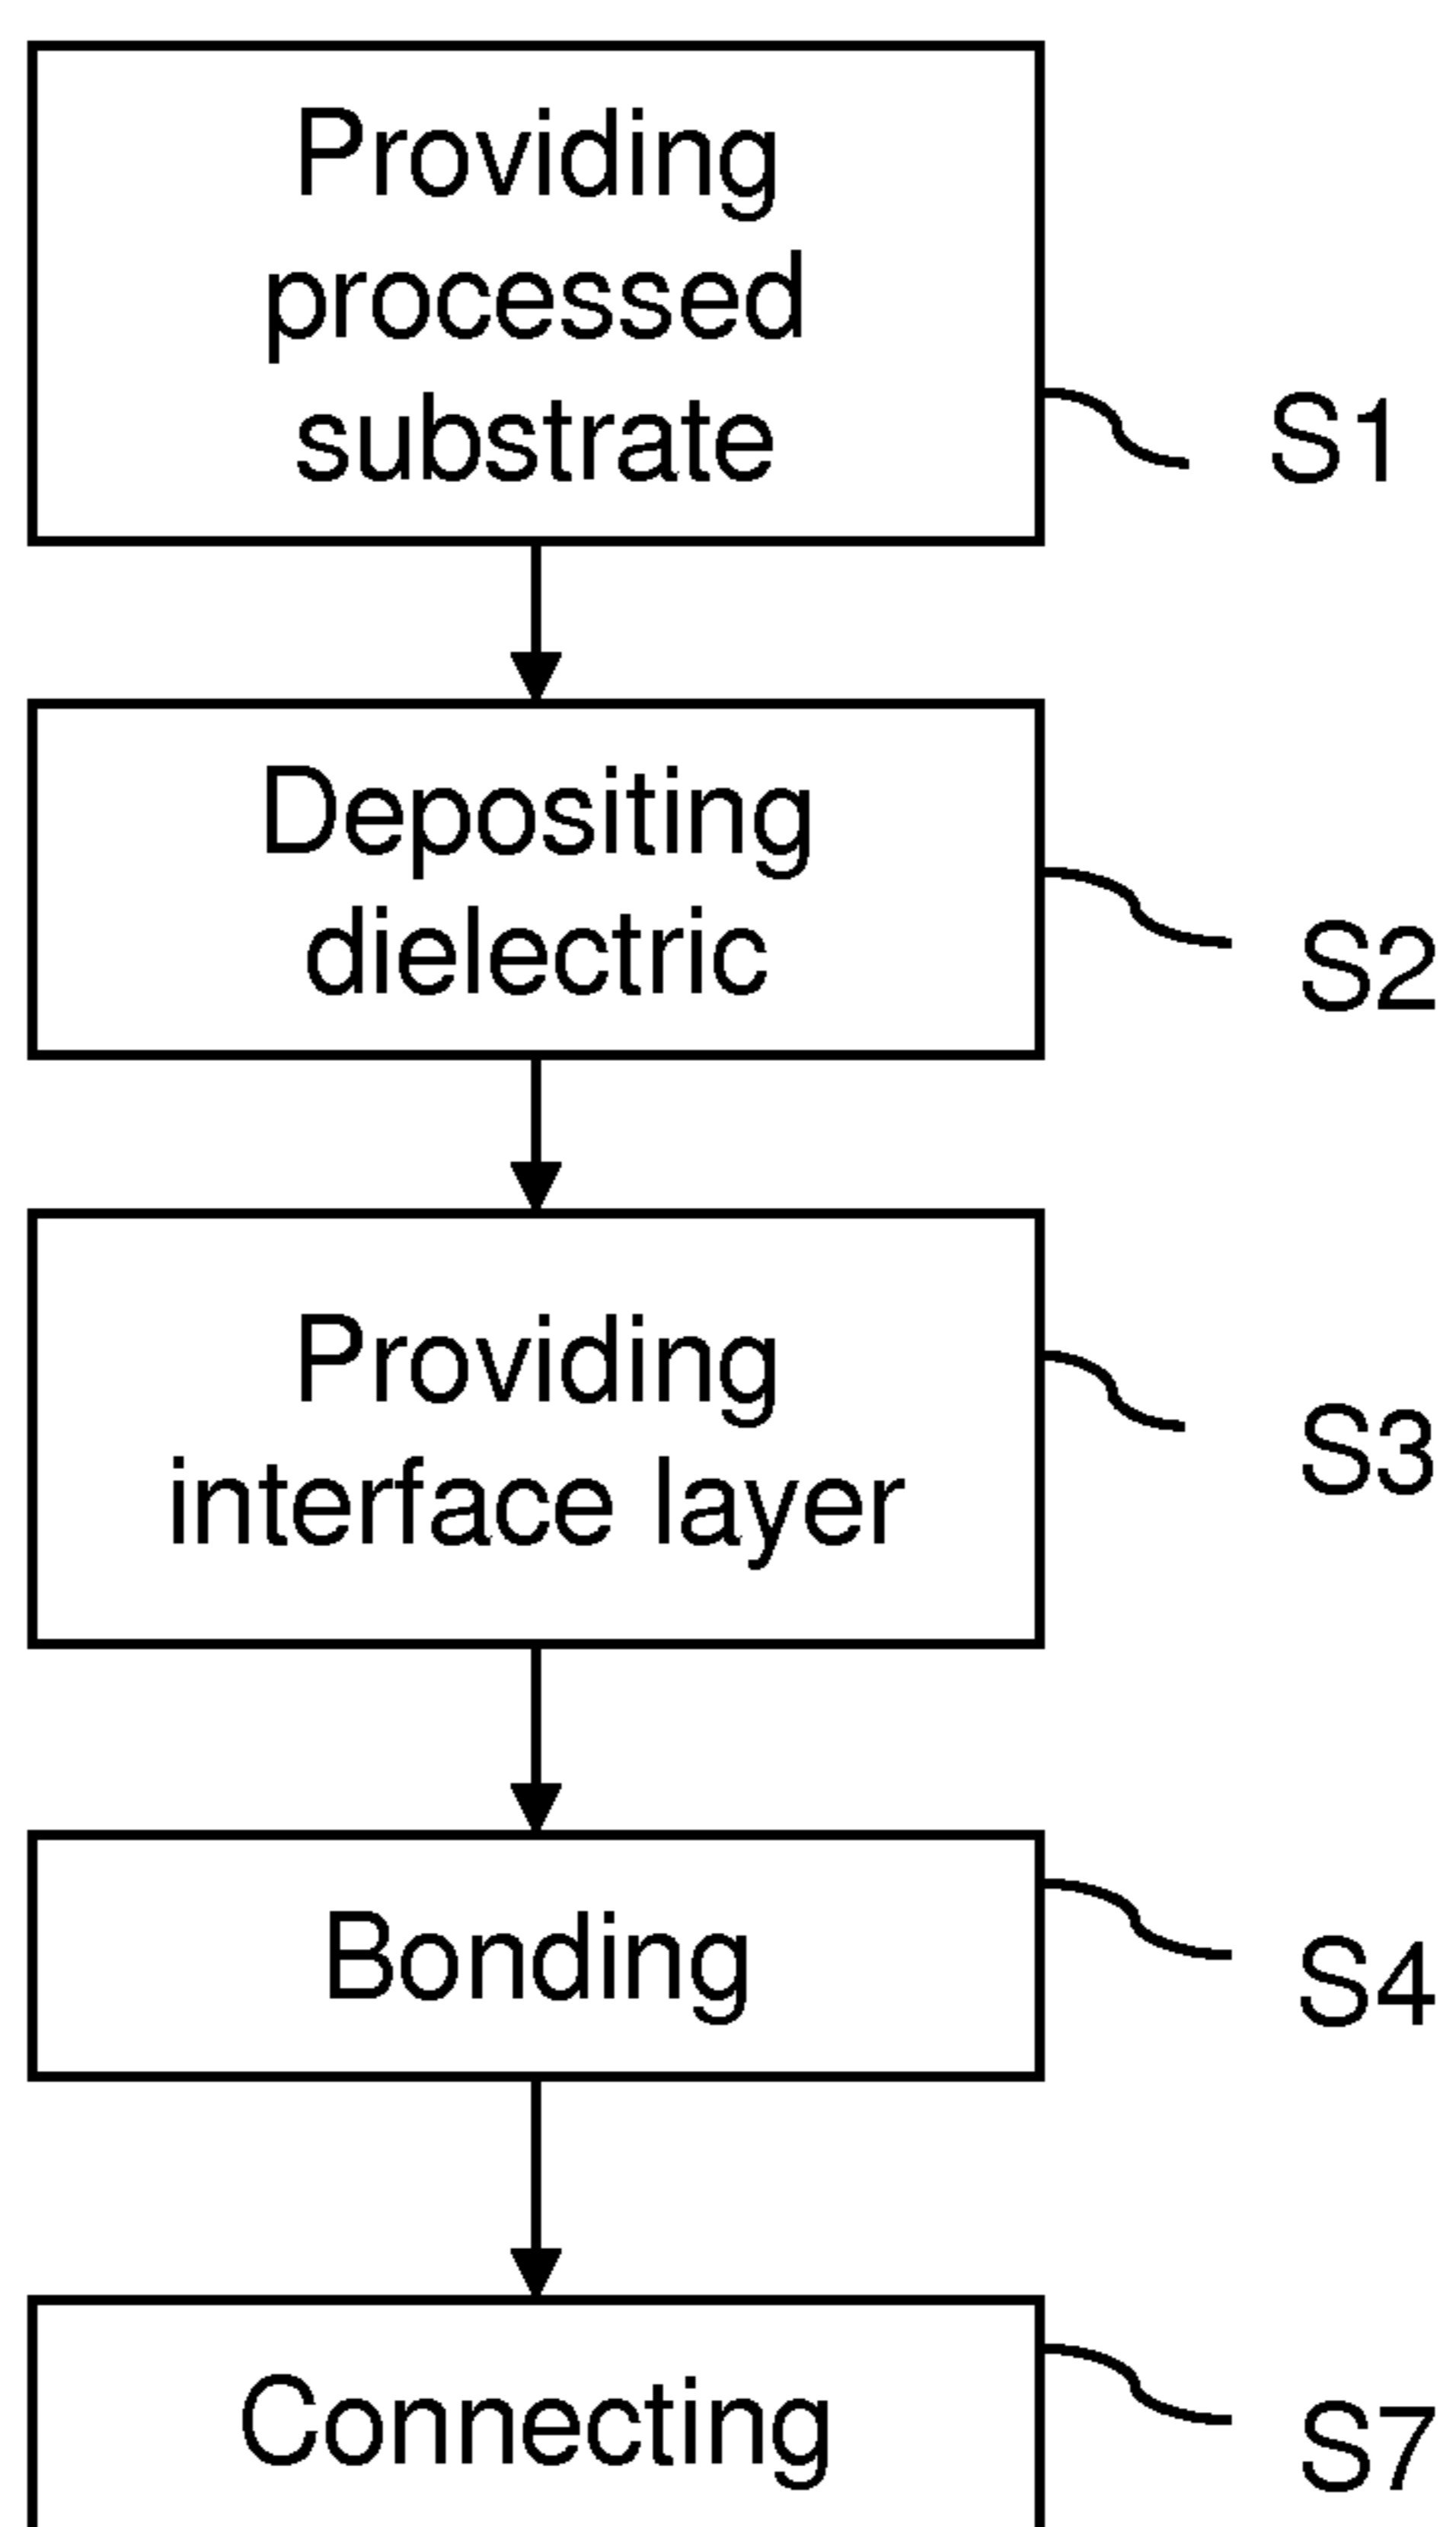 Providing
processed
substrate
S1
Depositing
dielectric
S2
Providing
interface layer
S3
Bonding
S4
Connecting
S7